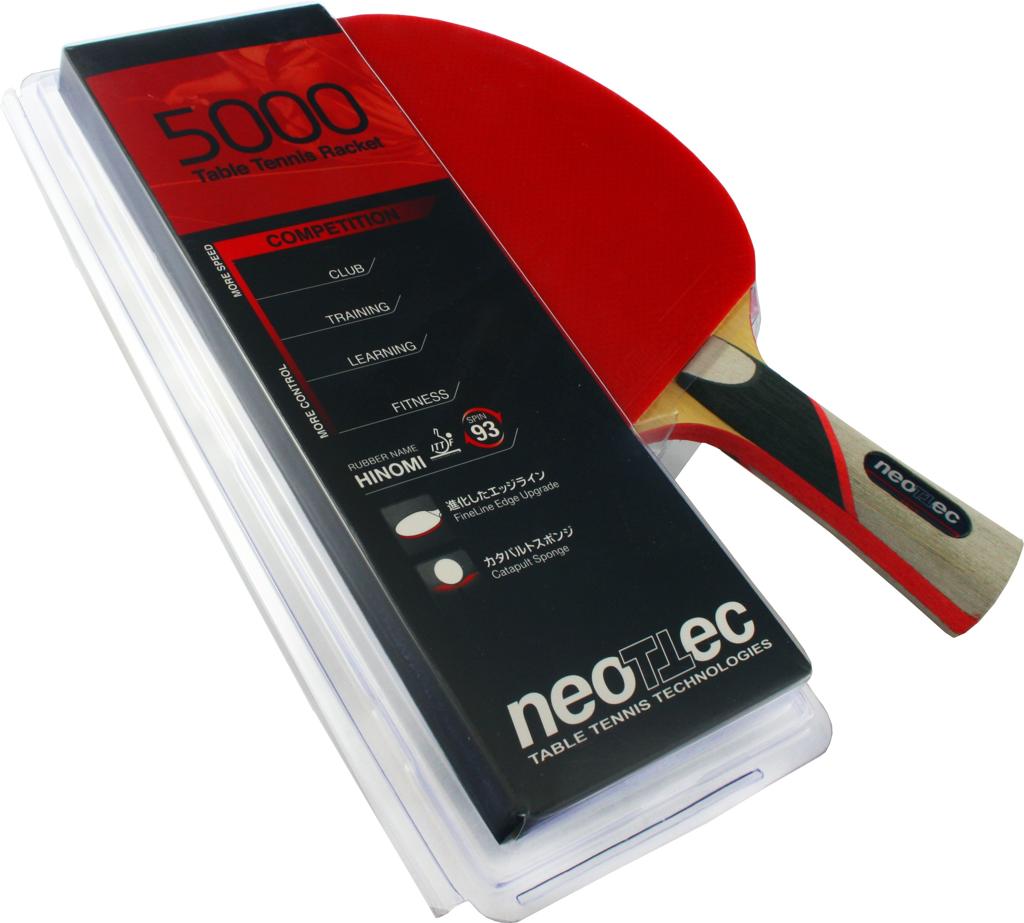 5000
Table Tennis Racket
COMPETITION
MORE SPEED
CLUB
TRAINING
LEARNING
MORE CONTROL
FITNESS
RUBBER NAME
HINOMI
ITTF
SPIN
93
進化したエッジライン
FineLine Edge Upgrade
カタパルトスポンジ
Catapult Sponge
neoTTec
TABLE TENNIS TECHNOLOGIES
neoTTec